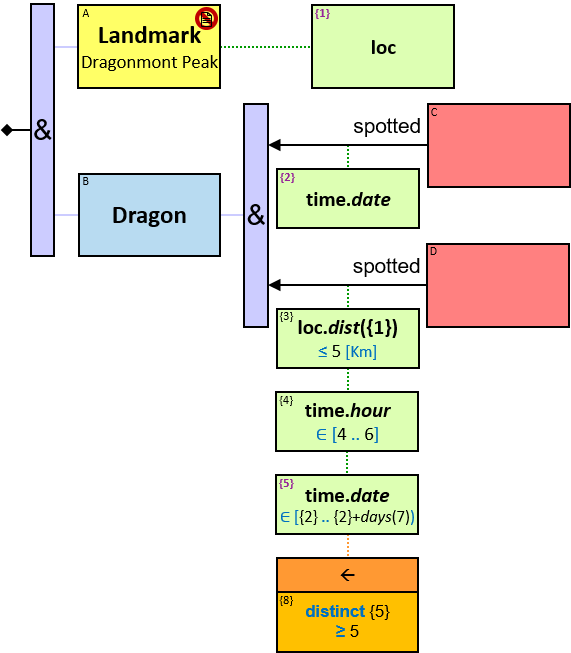 &
A
Landmark
Dragonmont Peak
{1}
loc
B
Dragon
&
spotted
C
{2}
time.date
spotted
D
{3}
loc.dist({1})
≤ 5 [Km]
{4}
time.hour
∈ [4 .. 6]
{5}
time.date
∈ [{2} .. {2}+days(7))
←
{8}
distinct {5}
≥ 5